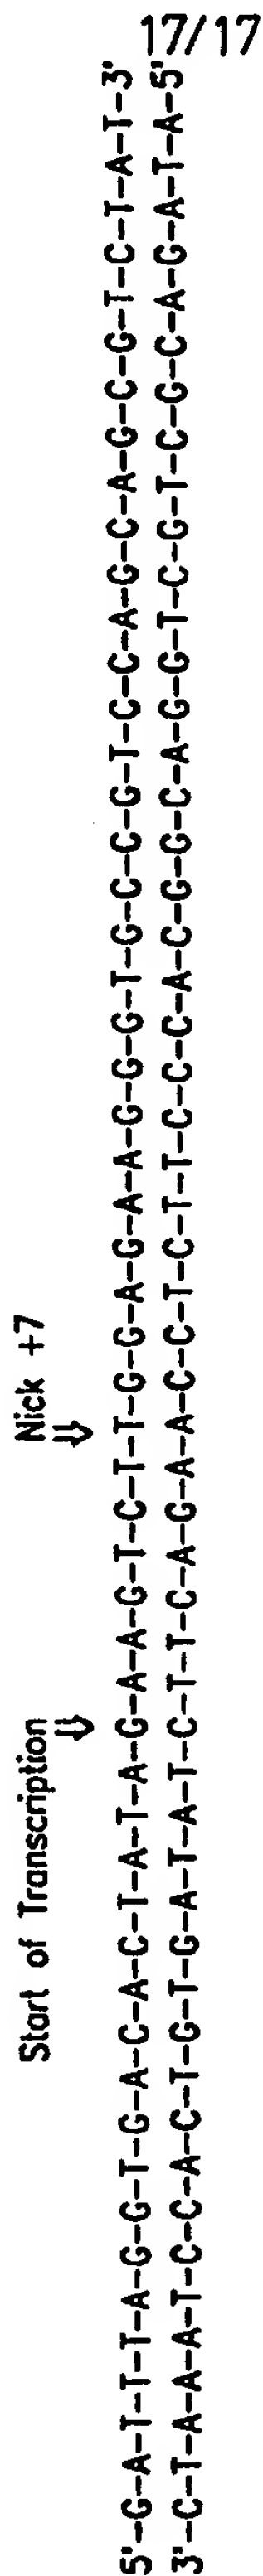 17/17
Start of Transcription Nick +7
⇩ ⇩
5'-G-A-T-T-T-A-G-G-T-G-A-C-A-C-T-A-T-A-G-A-A-G-T-C-T-T-G-G-A-G-A-A-G-G-G-T-G-C-C-G-T-C-C-A-G-C-A-G-C-G-T-C-T-A-T-3'
3'-C-T-A-A-A-T-C-C-A-C-T-G-T-G-A-T-A-T-C-T-T-C-A-G-A-A-C-C-T-C-T-T-C-C-C-A-C-G-G-C-A-G-G-T-C-G-T-C-G-C-A-G-A-T-A-5'